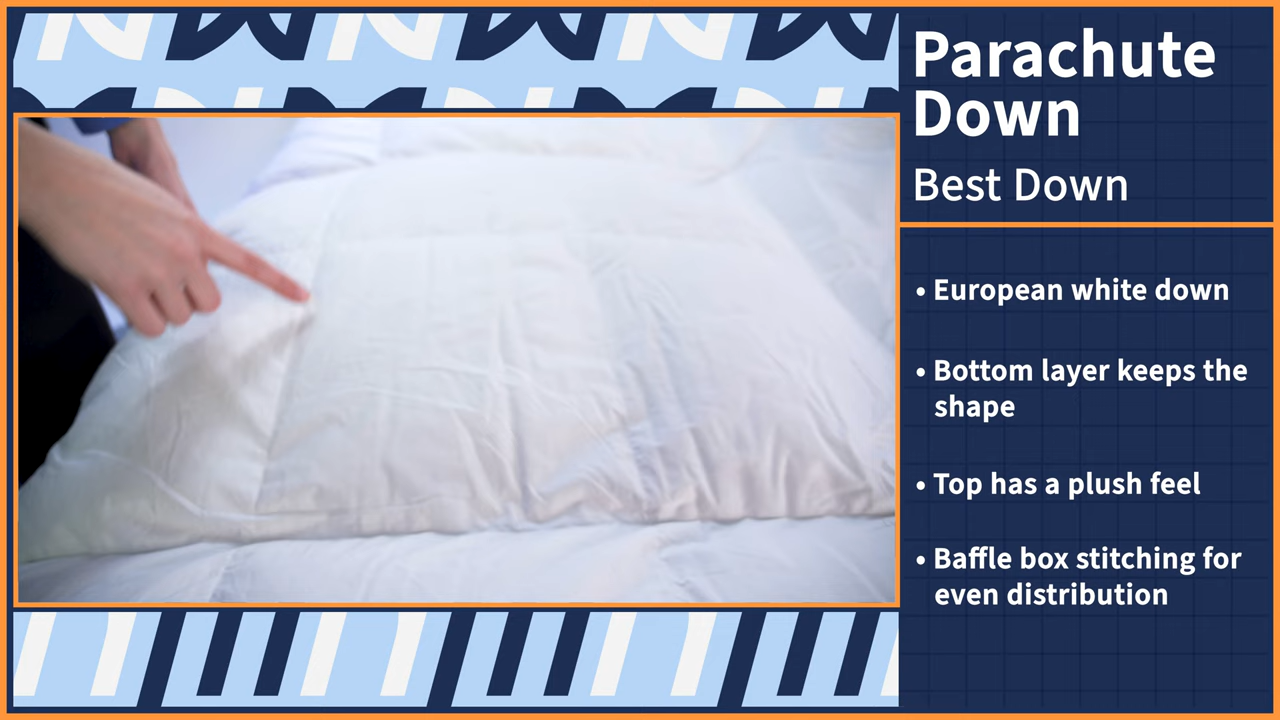 Parachute
Down
Best Down
• European white down
• Bottom layer keeps the
shape
• Top has a plush feel
• Baffle box stitching for
even distribution